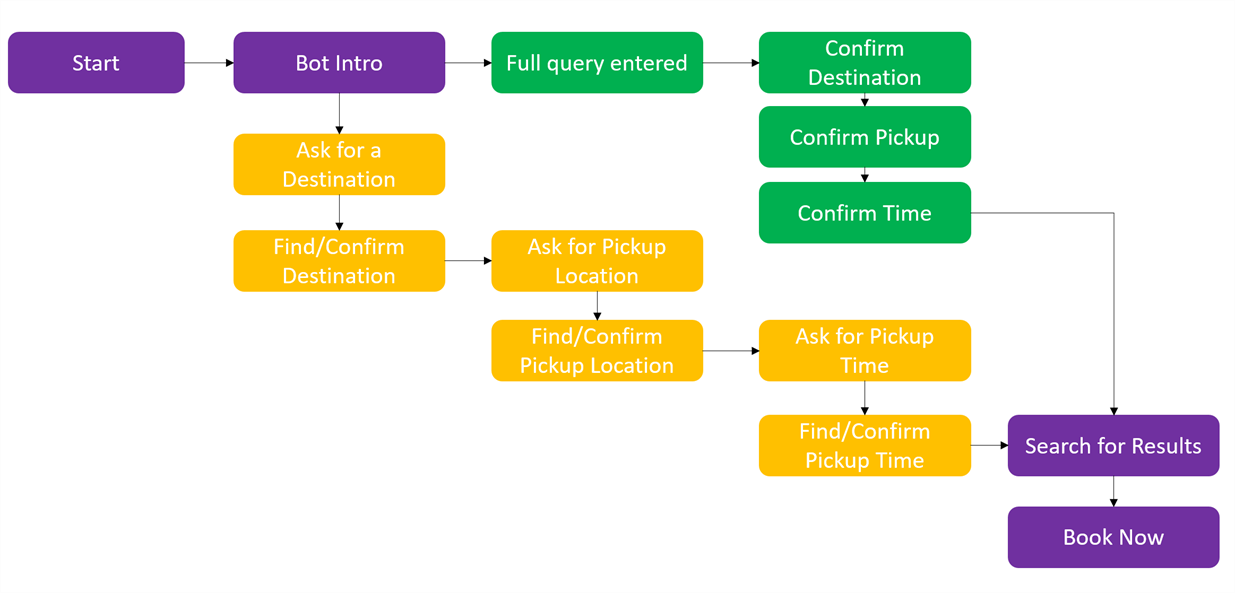 Start
Bot Intro
Full query entered
Confirm
Destination
Confirm Pickup
Ask for a
Destination
Confirm Time
Find/Confirm
Destination
Ask for Pickup
Location
Find/Confirm
Pickup Location
Ask for Pickup
Time
Find/Confirm
Pickup Time
Search for Results
Book Now